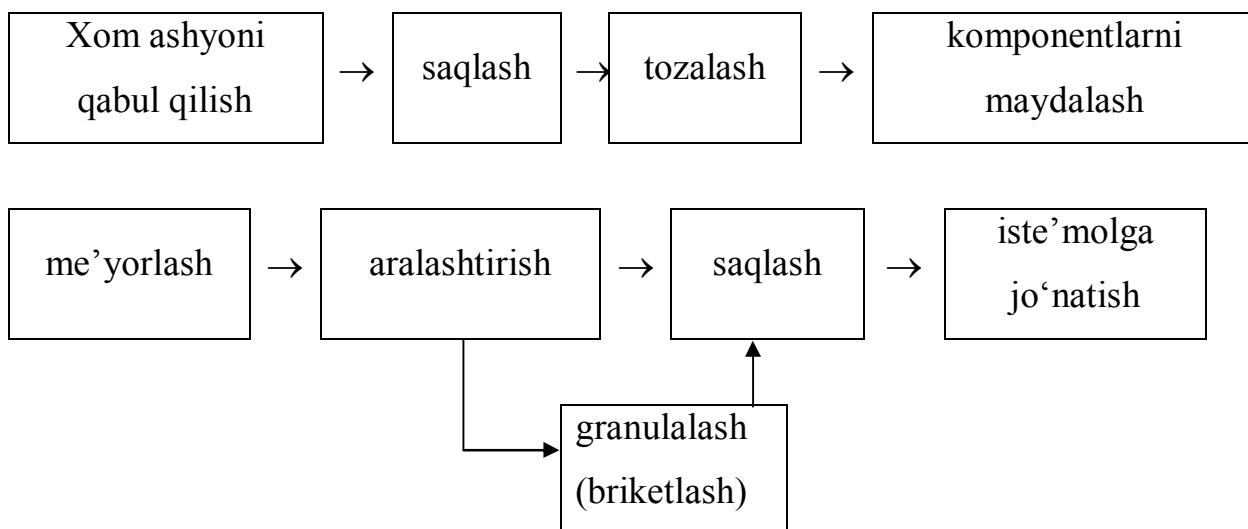 Xom ashyoni
qabul qilish
→
saqlash
→
tozalash
→
komponentlarni
maydalash
me’yorlash
→
aralashtirish
→
saqlash
→
iste’molga
jo‘natish
granulalash
(briketlash)